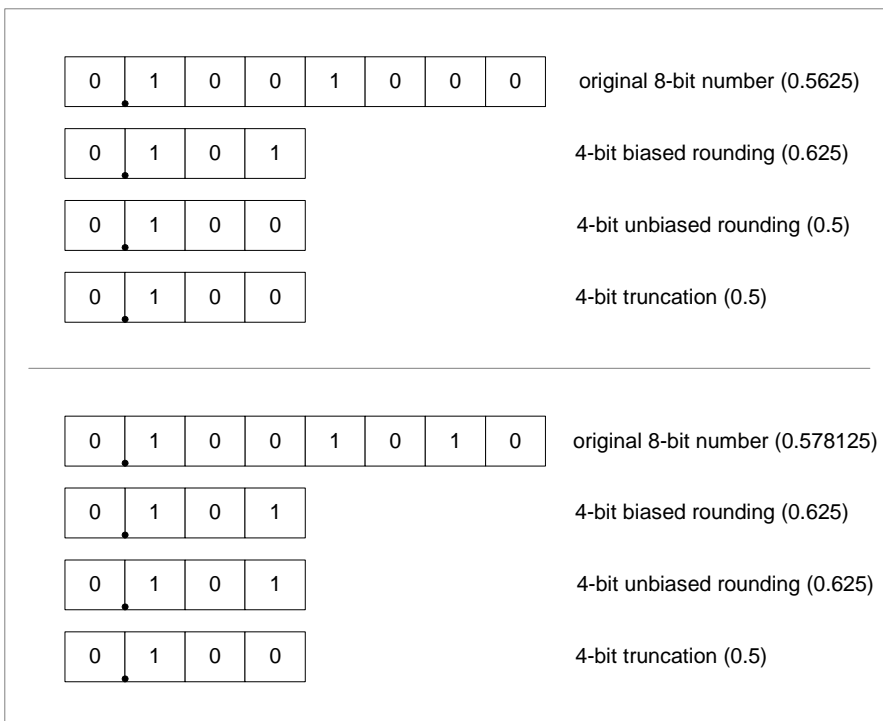 0 1 0 0 1 0 0 0 original 8-bit number (0.5625)
0 1 0 1 4-bit biased rounding (0.625)
0 1 0 0 4-bit unbiased rounding (0.5)
0 1 0 0 4-bit truncation (0.5)
0 1 0 0 1 0 1 0 original 8-bit number (0.578125)
0 1 0 1 4-bit biased rounding (0.625)
0 1 0 1 4-bit unbiased rounding (0.625)
0 1 0 0 4-bit truncation (0.5)